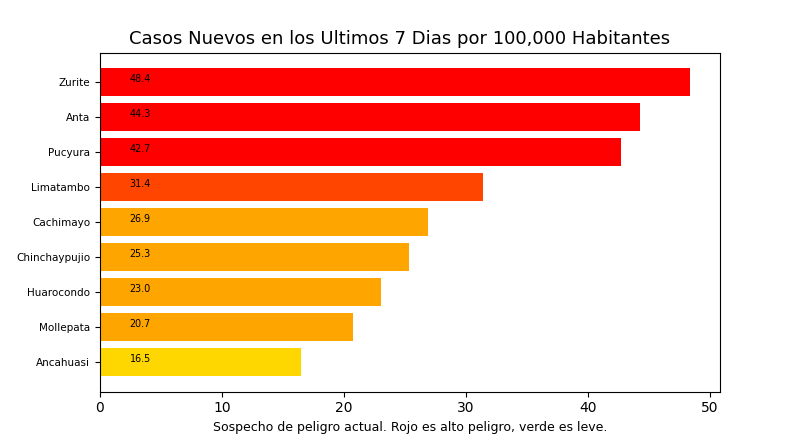 Casos Nuevos en los Ultimos 7 Dias por 100,000 Habitantes
Zurite 48.4
Anta 44.3
Pucyura 42.7
Limatambo 31.4
Cachimayo 26.9
Chinchaypujio 25.3
Huarocondo 23.0
Mollepata 20.7
Ancahuasi 16.5
0 10 20 30 40 50
Sospecho de peligro actual. Rojo es alto peligro, verde es leve.